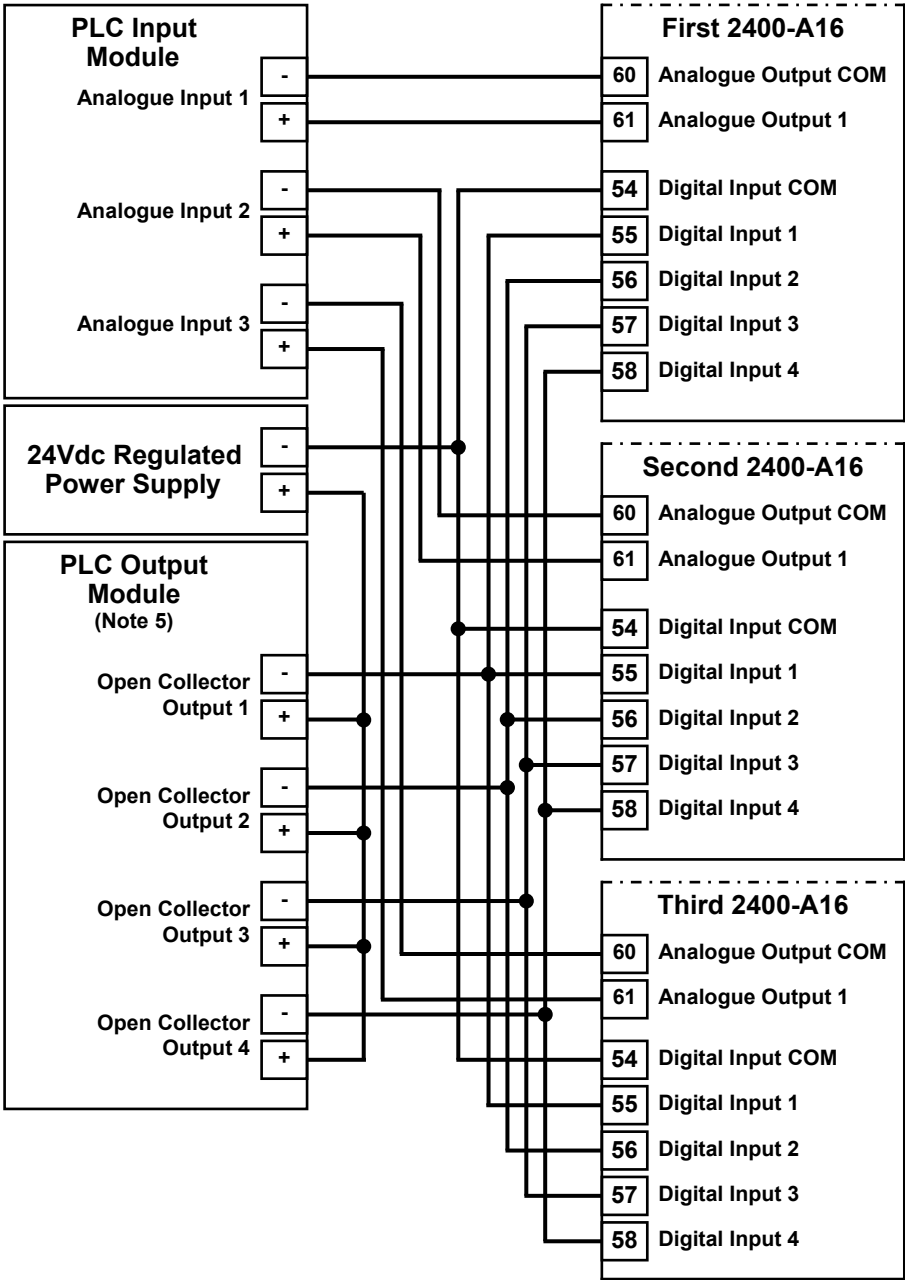 PLC Input
Module
Analogue Input 1
-
+
Analogue Input 2
-
+
Analogue Input 3
-
+
24Vdc Regulated
Power Supply
-
+
PLC Output
Module
(Note 5)
Open Collector
Output 1
-
+
Open Collector
Output 2
-
+
Open Collector
Output 3
-
+
Open Collector
Output 4
-
+
First 2400-A16
60 Analogue Output COM
61 Analogue Output 1
54 Digital Input COM
55 Digital Input 1
56 Digital Input 2
57 Digital Input 3
58 Digital Input 4
Second 2400-A16
60 Analogue Output COM
61 Analogue Output 1
54 Digital Input COM
55 Digital Input 1
56 Digital Input 2
57 Digital Input 3
58 Digital Input 4
Third 2400-A16
60 Analogue Output COM
61 Analogue Output 1
54 Digital Input COM
55 Digital Input 1
56 Digital Input 2
57 Digital Input 3
58 Digital Input 4